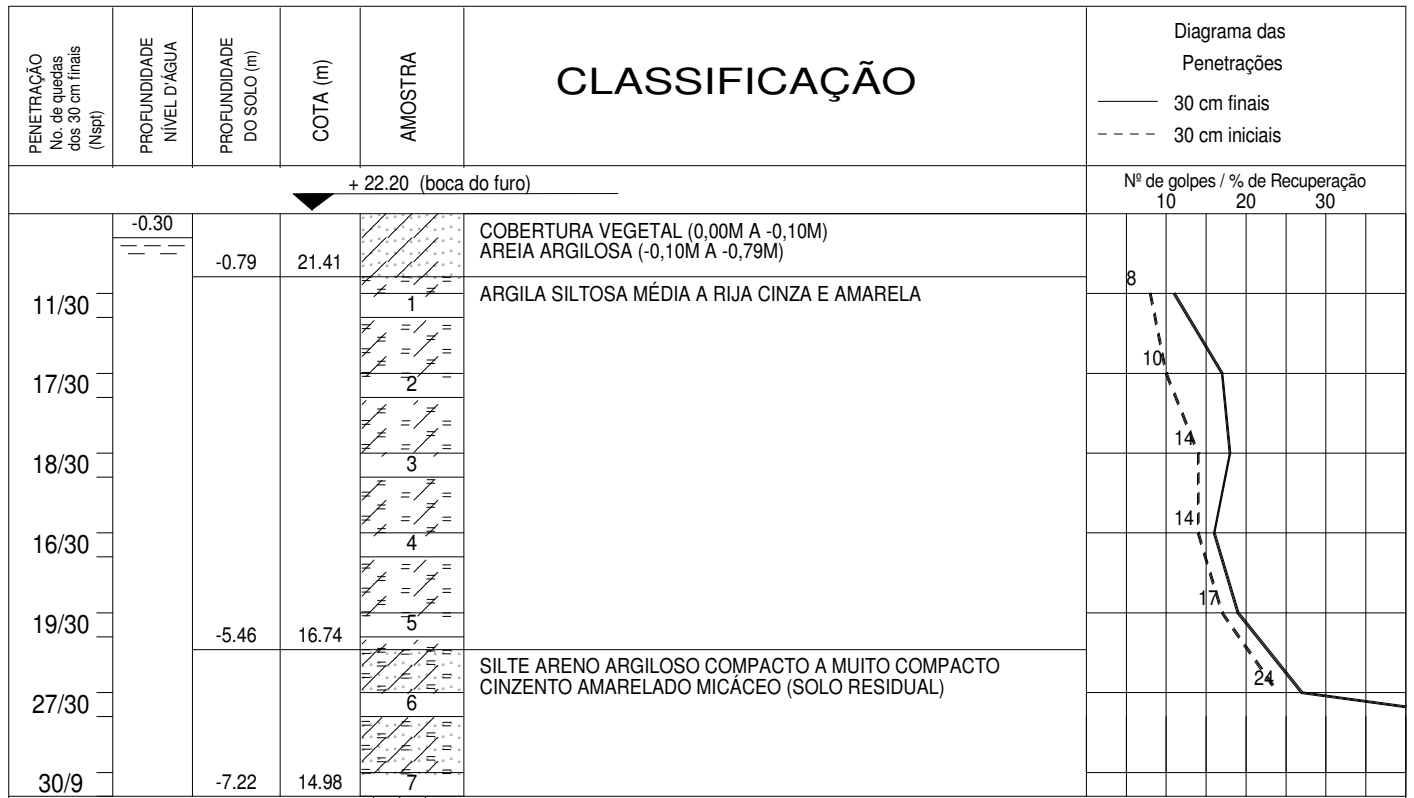 PENETRAÇÃO
No. de quedas
dos 30 cm finais
(Nspt)
PROFUNDIDADE
NÍVEL D'ÁGUA
PROFUNDIDADE
DO SOLO (m)
COTA (m)
AMOSTRA
CLASSIFICAÇÃO
Diagrama das
Penetrações
30 cm finais
30 cm iniciais
+ 22.20 (boca do furo)
Nº de golpes / % de Recuperação
10 20 30
-0.30
COBERTURA VEGETAL (0,00M A -0,10M)
AREIA ARGILOSA (-0,10M A -0,79M)
-0.79 21.41
8
11/30 1 ARGILA SILTOSA MÉDIA A RIJA CINZA E AMARELA
10
17/30 2
14
18/30 3
14
16/30 4
17
19/30 5
-5.46 16.74
SILTE ARENO ARGILOSO COMPACTO A MUITO COMPACTO
CINZENTO AMARELADO MICÁCEO (SOLO RESIDUAL)
24
27/30 6
30/9 -7.22 14.98 7